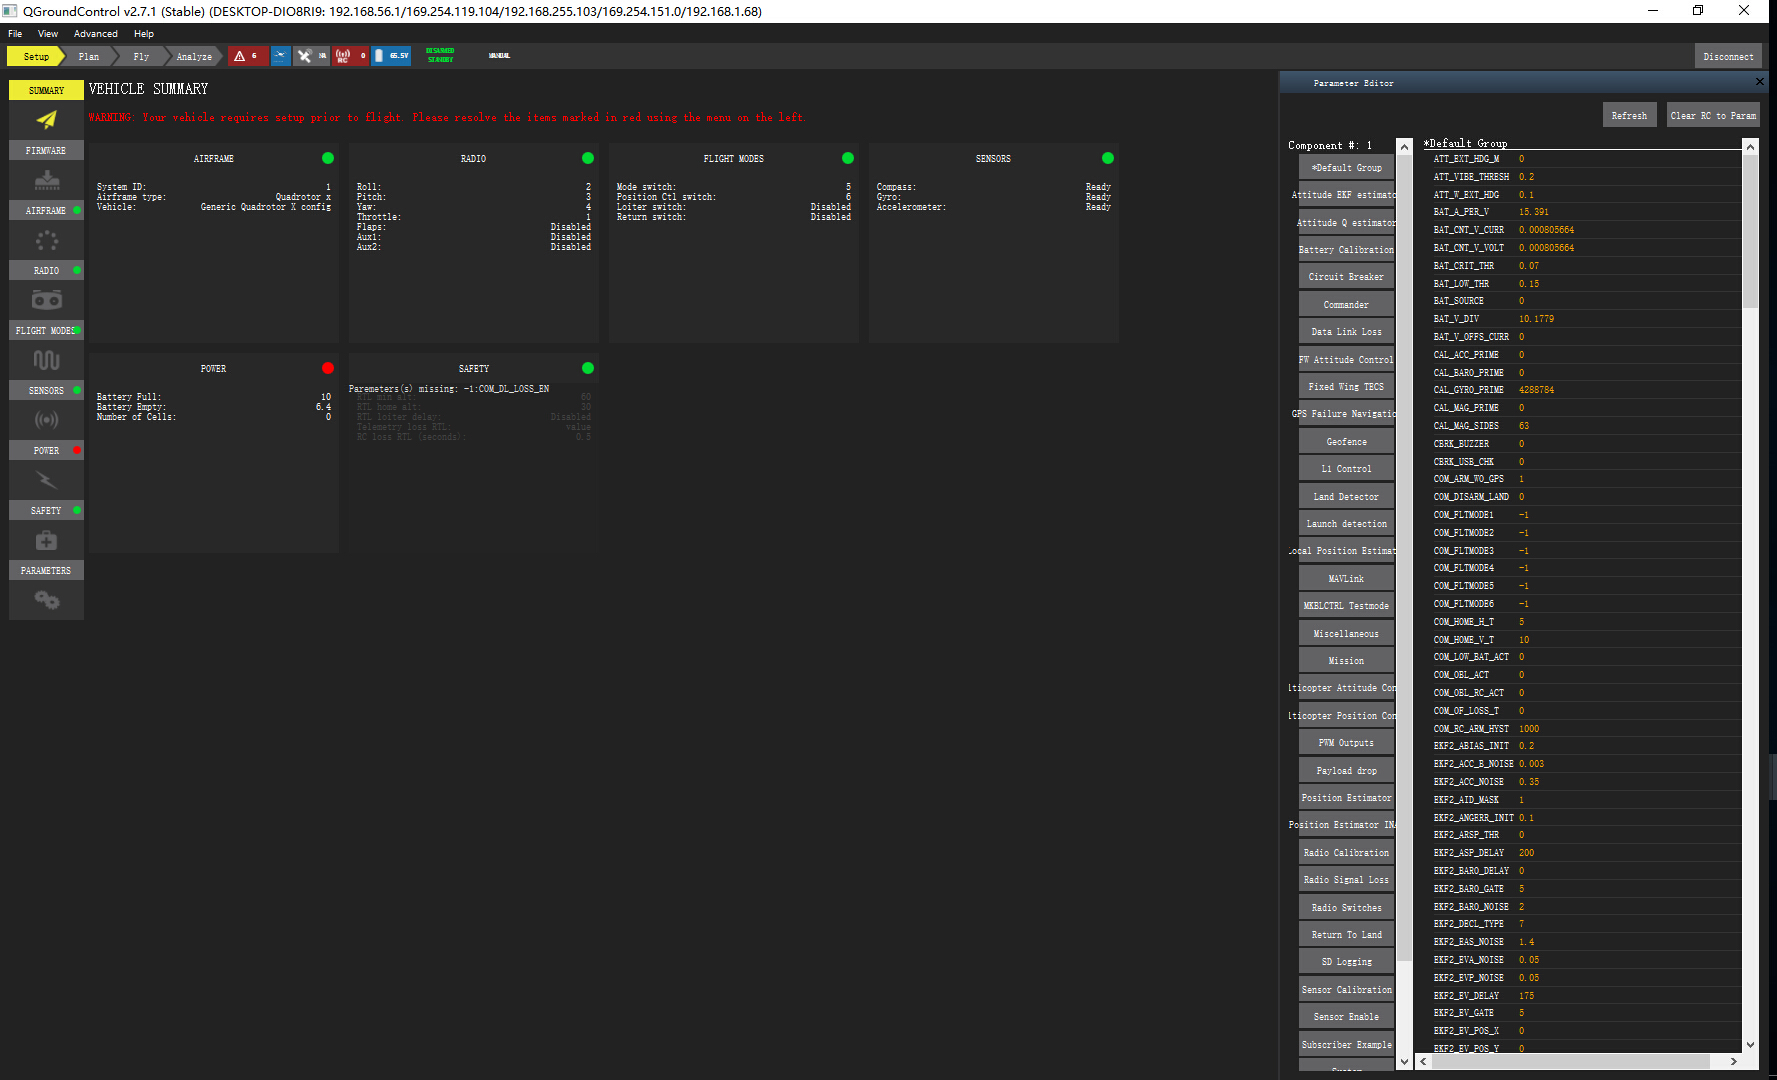 QGroundControl v2.7.1 (Stable) (DESKTOP-DIO8RI9: 192.168.56.1/169.254.119.104/192.168.255.103/169.254.151.0/192.168.1.68)
File View Advanced Help
Setup Plan Fly Analyze 6 NA RC 0 65.5V DISARMED STANDBY MANUAL Disconnect
SUMMARY
FIRMWARE
AIRFRAME
RADIO
FLIGHT MODES
SENSORS
POWER
SAFETY
PARAMETERS
VEHICLE SUMMARY
WARNING: Your vehicle requires setup prior to flight. Please resolve the items marked in red using the menu on the left.
AIRFRAME
System ID: 1
Airframe type: Quadrotor x
Vehicle: Generic Quadrotor X config
RADIO
Roll: 2
Pitch: 3
Yaw: 4
Throttle: 1
Flaps: Disabled
Aux1: Disabled
Aux2: Disabled
FLIGHT MODES
Mode switch: 5
Position Ctl switch: 6
Loiter switch: Disabled
Return switch: Disabled
SENSORS
Compass: Ready
Gyro: Ready
Accelerometer: Ready
POWER
Battery Full: 10
Battery Empty: 6.4
Number of Cells: 0
SAFETY
Paremeters(s) missing: -1:COM_DL_LOSS_EN
RTL min alt: 60
RTL home alt: 30
RTL loiter delay: Disabled
Telemetry loss RTL: value
RC loss RTL (seconds): 0.5
Parameter Editor
Refresh Clear RC to Param
Component #: 1
*Default Group
Attitude EKF estimato
Attitude Q estimator
Battery Calibration
Circuit Breaker
Commander
Data Link Loss
FW Attitude Control
Fixed Wing TECS
GPS Failure Navigatio
Geofence
L1 Control
Land Detector
Launch detection
ocal Position Estimat
MAVLink
MKBLCTRL Testmode
Miscellaneous
Mission
lticopter Attitude Con
lticopter Position Con
PWM Outputs
Payload drop
Position Estimator
Position Estimator INA
Radio Calibration
Radio Signal Loss
Radio Switches
Return To Land
SD Logging
Sensor Calibration
Sensor Enable
Subscriber Example
System
*Default Group
ATT_EXT_HDG_M 0
ATT_VIBE_THRESH 0.2
ATT_W_EXT_HDG 0.1
BAT_A_PER_V 15.391
BAT_CNT_V_CURR 0.000805664
BAT_CNT_V_VOLT 0.000805664
BAT_CRIT_THR 0.07
BAT_LOW_THR 0.15
BAT_SOURCE 0
BAT_V_DIV 10.1779
BAT_V_OFFS_CURR 0
CAL_ACC_PRIME 0
CAL_BARO_PRIME 0
CAL_GYRO_PRIME 4288784
CAL_MAG_PRIME 0
CAL_MAG_SIDES 63
CBRK_BUZZER 0
CBRK_USB_CHK 0
COM_ARM_WO_GPS 1
COM_DISARM_LAND 0
COM_FLTMODE1 -1
COM_FLTMODE2 -1
COM_FLTMODE3 -1
COM_FLTMODE4 -1
COM_FLTMODE5 -1
COM_FLTMODE6 -1
COM_HOME_H_T 5
COM_HOME_V_T 10
COM_LOW_BAT_ACT 0
COM_OBL_ACT 0
COM_OBL_RC_ACT 0
COM_OF_LOSS_T 0
COM_RC_ARM_HYST 1000
EKF2_ABIAS_INIT 0.2
EKF2_ACC_B_NOISE 0.003
EKF2_ACC_NOISE 0.35
EKF2_AID_MASK 1
EKF2_ANGERR_INIT 0.1
EKF2_ARSP_THR 0
EKF2_ASP_DELAY 200
EKF2_BARO_DELAY 0
EKF2_BARO_GATE 5
EKF2_BARO_NOISE 2
EKF2_DECL_TYPE 7
EKF2_EAS_NOISE 1.4
EKF2_EVA_NOISE 0.05
EKF2_EVP_NOISE 0.05
EKF2_EV_DELAY 175
EKF2_EV_GATE 5
EKF2_EV_POS_X 0
EKF2_EV_POS_Y 0